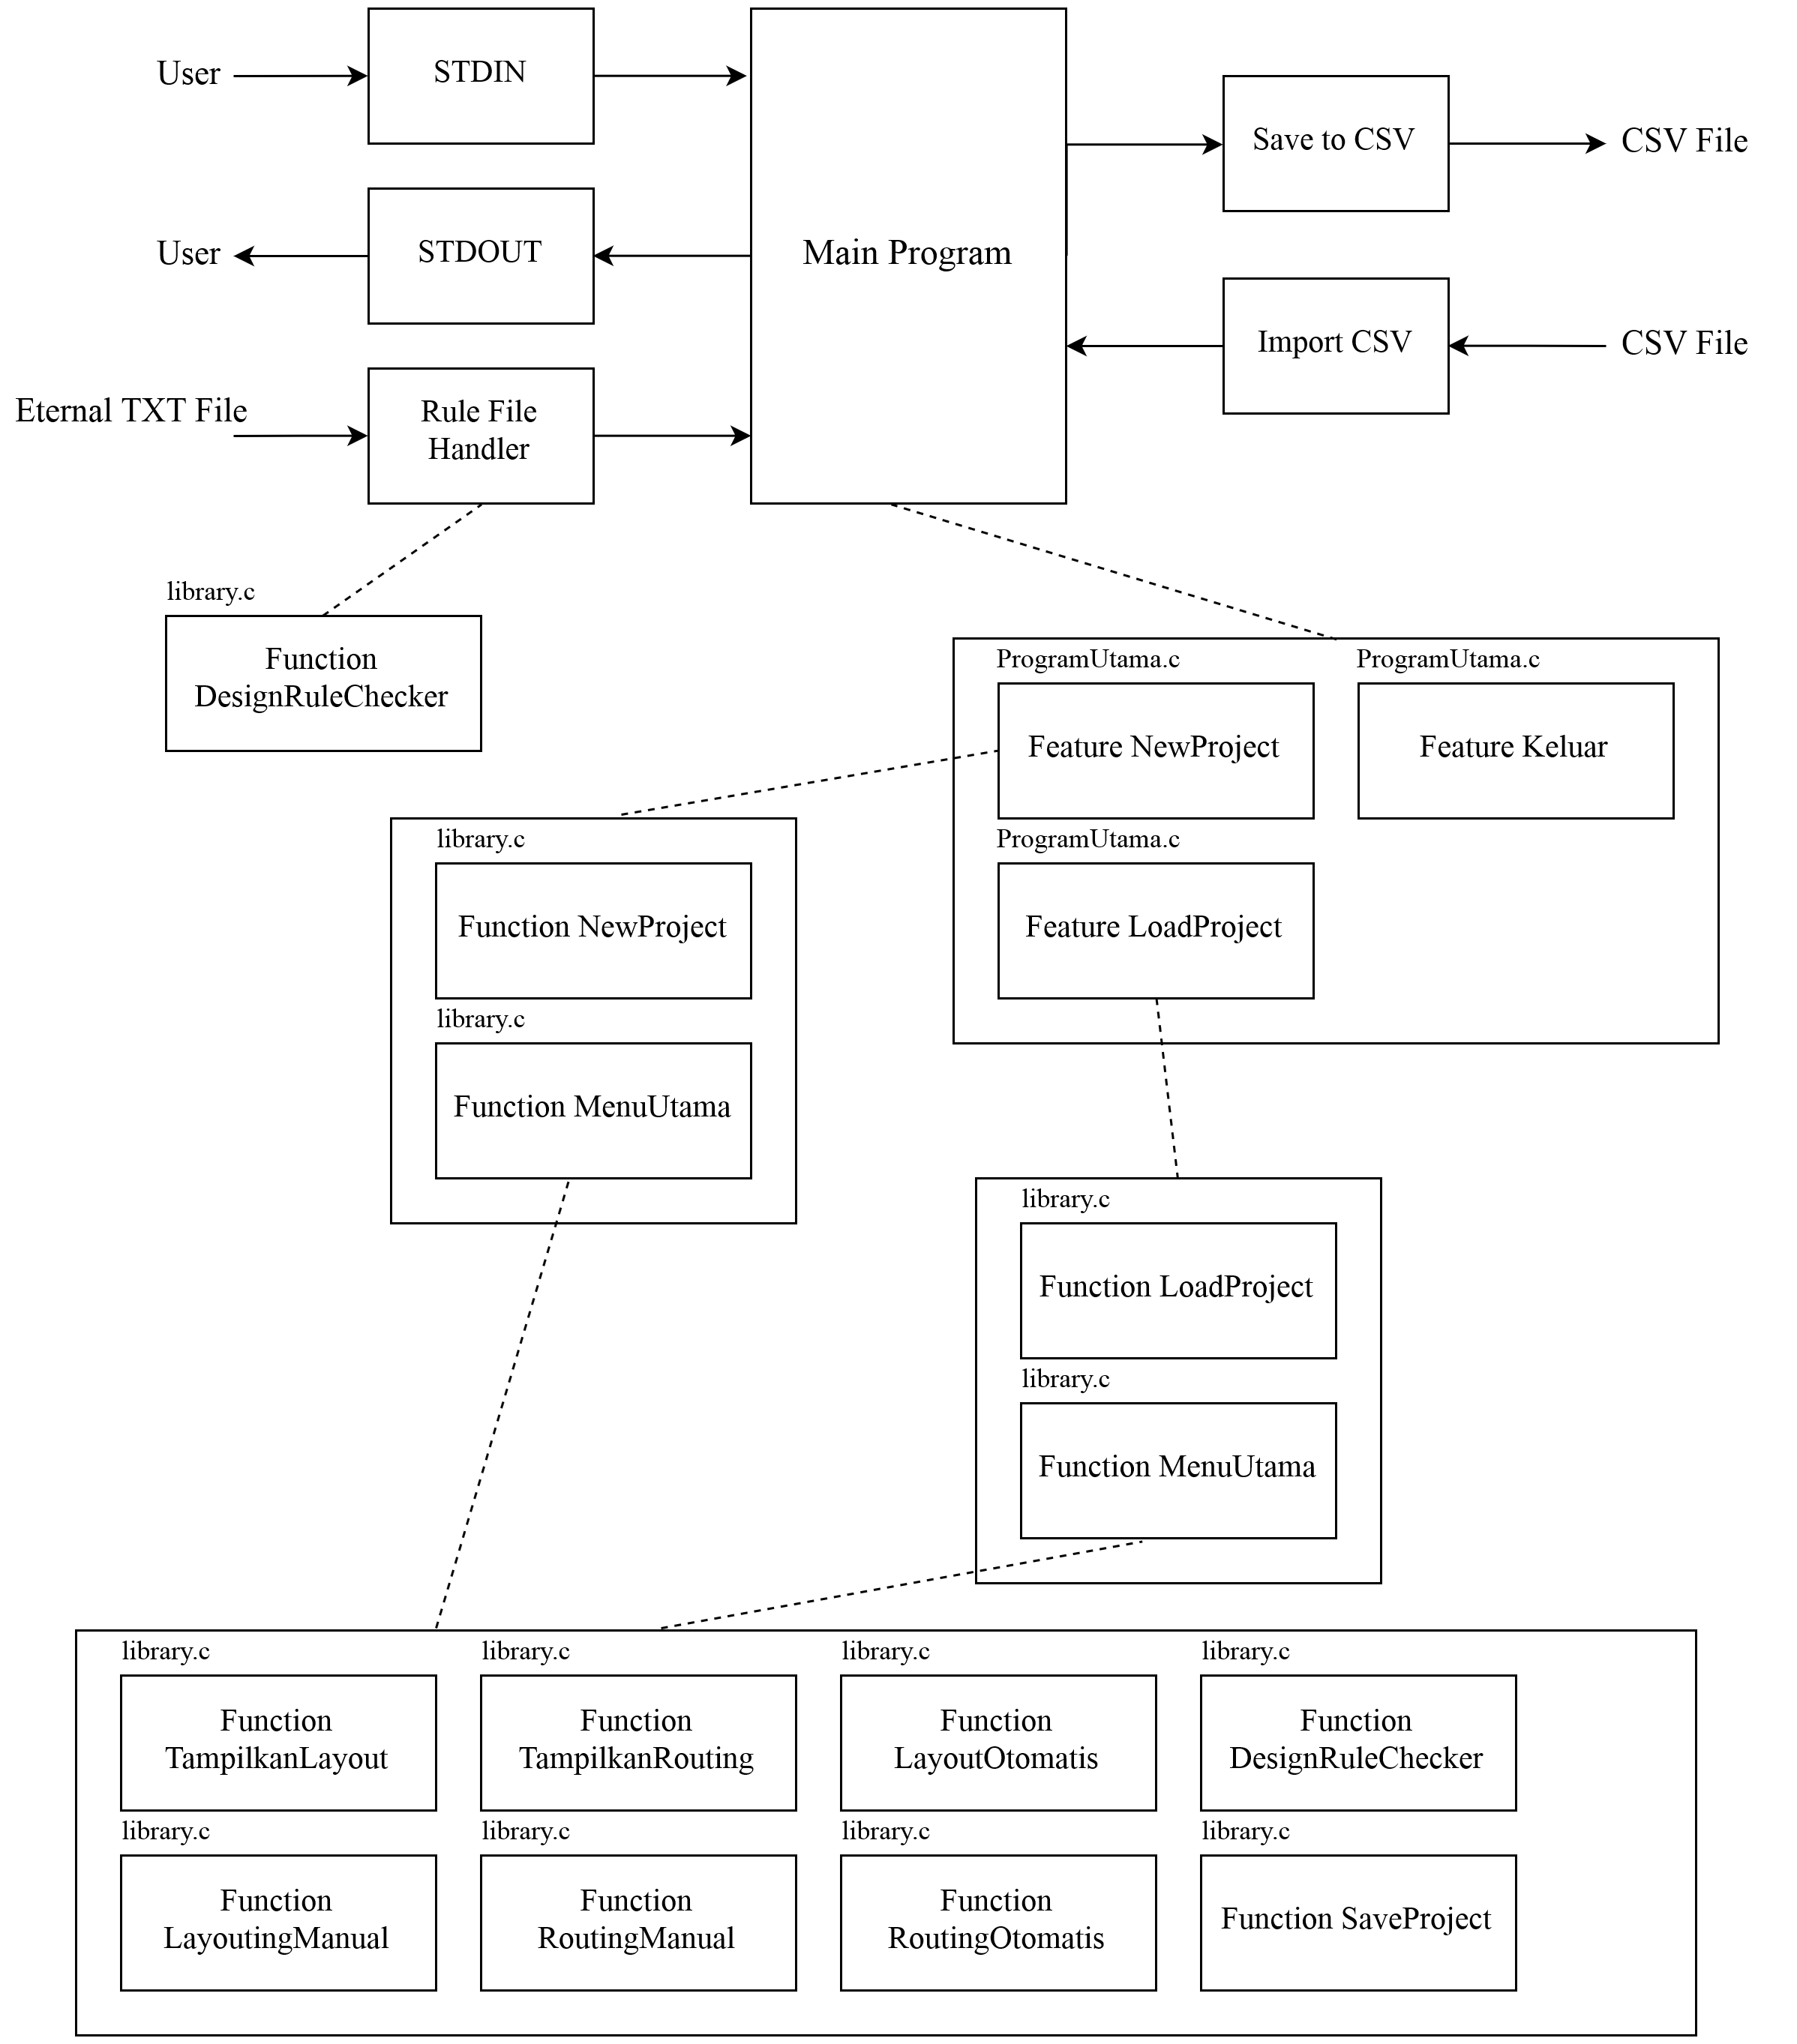 User
STDIN
Main Program
Save to CSV
CSV File
User
STDOUT
Import CSV
CSV File
Eternal TXT File
Rule File
Handler
library.c
Function
DesignRuleChecker
ProgramUtama.c
Feature NewProject
ProgramUtama.c
Feature Keluar
ProgramUtama.c
Feature LoadProject
library.c
Function NewProject
library.c
Function MenuUtama
library.c
Function LoadProject
library.c
Function MenuUtama
library.c
Function
TampilkanLayout
library.c
Function
TampilkanRouting
library.c
Function
LayoutOtomatis
library.c
Function
DesignRuleChecker
library.c
Function
LayoutingManual
library.c
Function
RoutingManual
library.c
Function
RoutingOtomatis
library.c
Function SaveProject